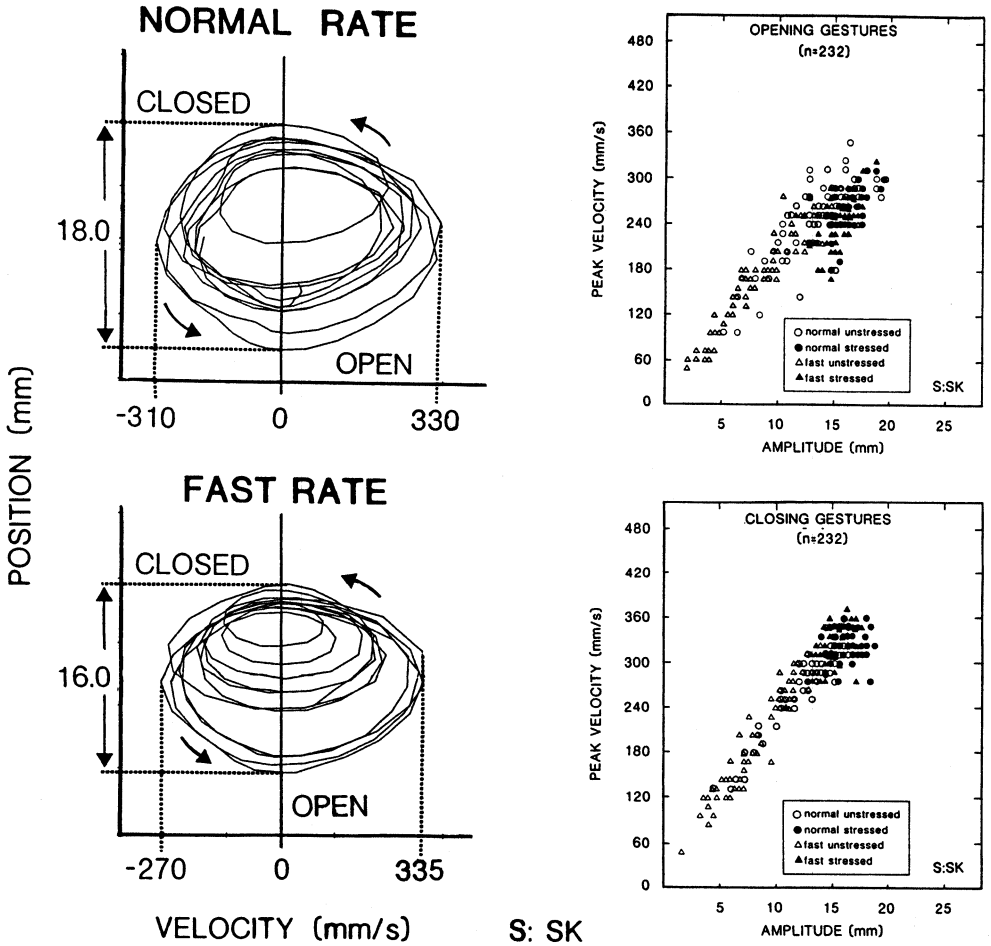 NORMAL RATE
CLOSED
18.0
OPEN
-310 0 330
POSITION (mm)
FAST RATE
CLOSED
16.0
OPEN
-270 0 335
VELOCITY (mm/s)
S: SK
OPENING GESTURES
(n=232)
480
420
360
300
240
180
120
60
0
PEAK VELOCITY (mm/s)
normal unstressed
normal stressed
fast unstressed
fast stressed
S:SK
5 10 15 20 25
AMPLITUDE (mm)
CLOSING GESTURES
(n=232)
480
420
360
300
240
180
120
60
0
PEAK VELOCITY (mm/s)
normal unstressed
normal stressed
fast unstressed
fast stressed
S:SK
5 10 15 20 25
AMPLITUDE (mm)